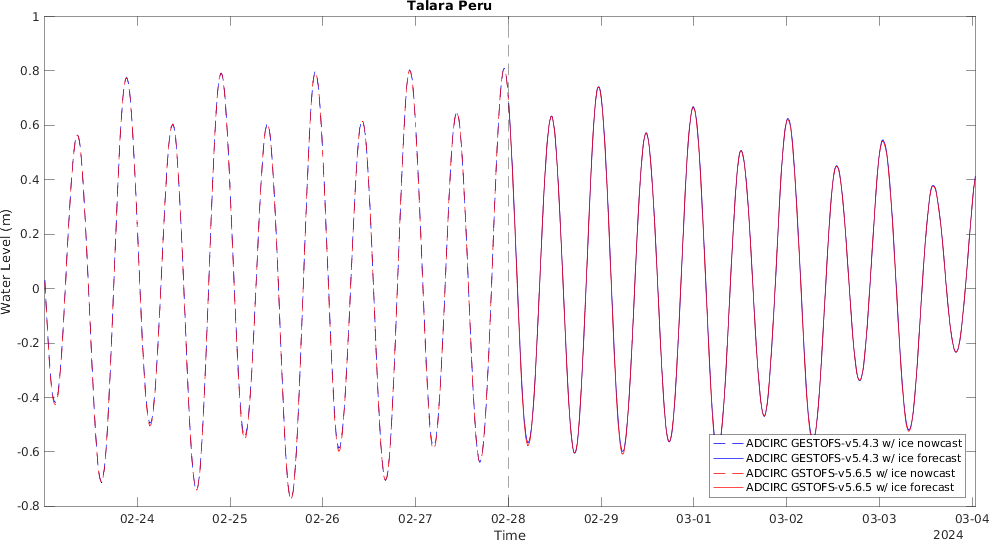 Talara Peru
1
0.8
0.6
0.4
0.2
0
-0.2
-0.4
-0.6
-0.8
Water Level (m)
02-24 02-25 02-26 02-27 02-28 02-29 03-01 03-02 03-03 03-04
Time
2024
ADCIRC GESTOFS-v5.4.3 w/ ice nowcast
ADCIRC GESTOFS-v5.4.3 w/ ice forecast
ADCIRC GSTOFS-v5.6.5 w/ ice nowcast
ADCIRC GSTOFS-v5.6.5 w/ ice forecast